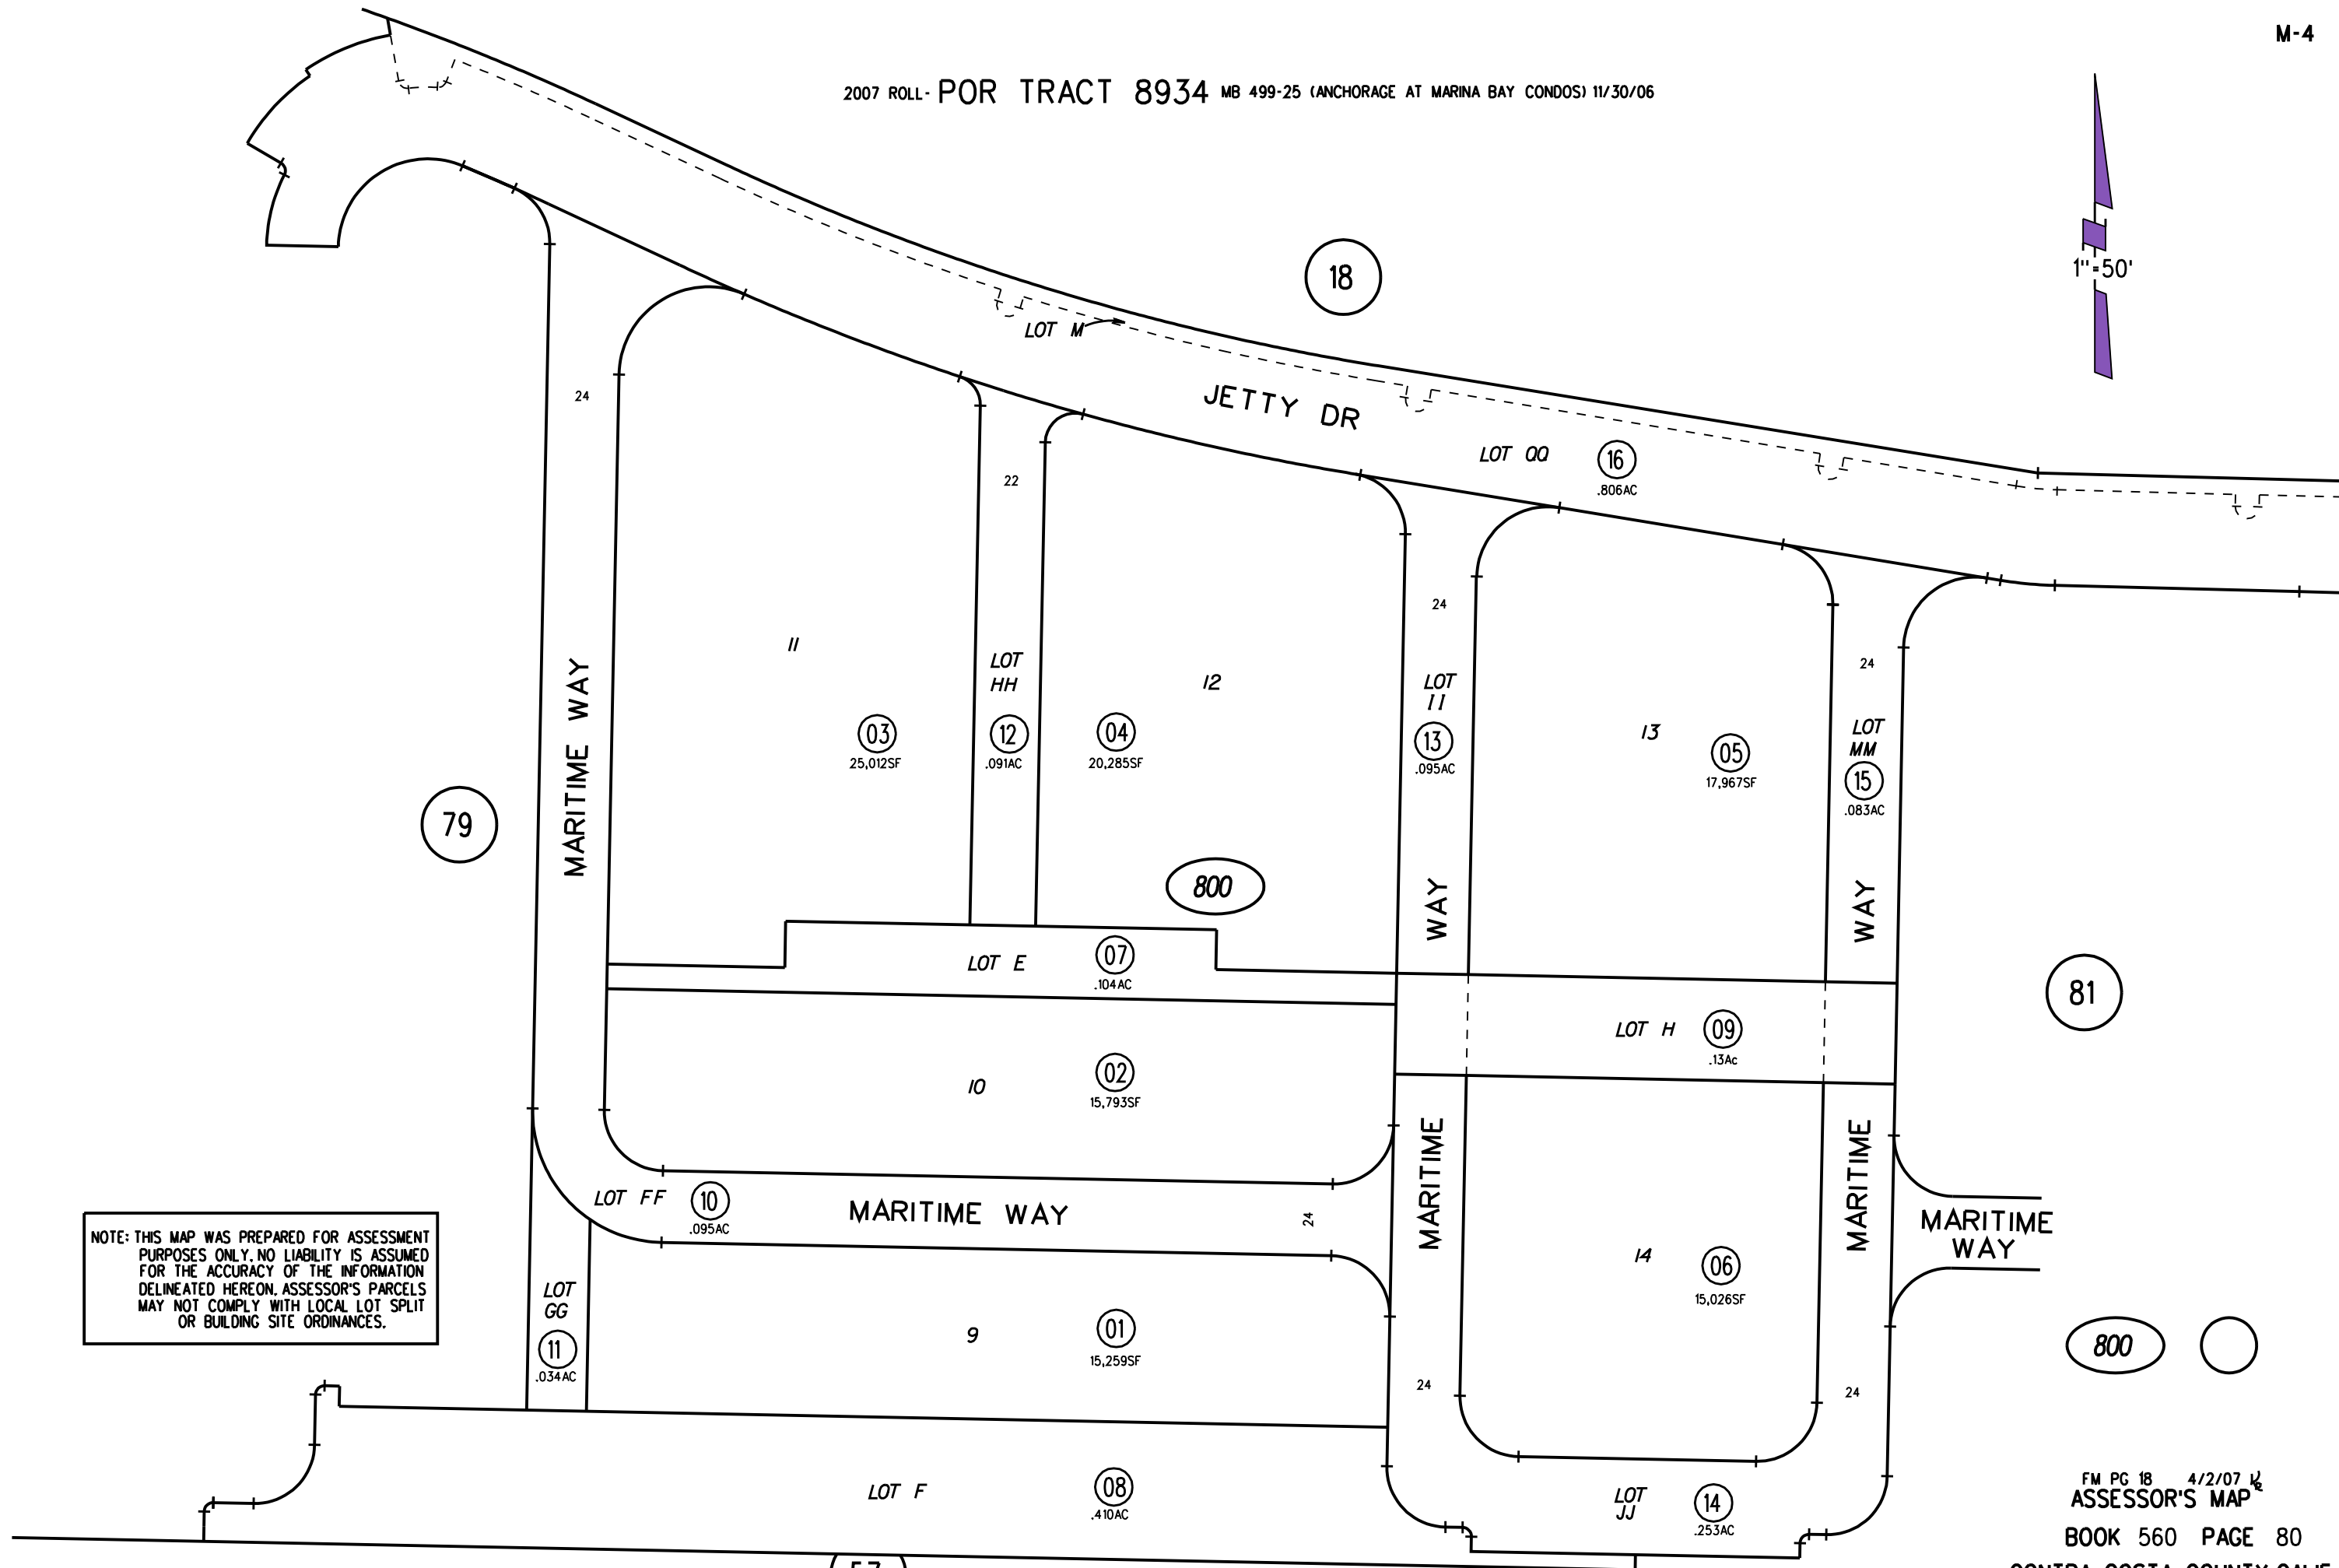 M-4
2007 ROLL- POR TRACT 8934 MB 499-25 (ANCHORAGE AT MARINA BAY CONDOS) 11/30/06
18
1"=50'
LOT M
JETTY DR
24
LOT QQ
16
.806AC
22
24
24
11
LOT
HH
12
LOT
II
13
LOT
MM
MARITIME WAY
03
25,012SF
12
.091AC
04
20,285SF
13
.095AC
05
17,967SF
15
.083AC
79
800
WAY
WAY
LOT E
07
.104AC
81
LOT H
09
.13Ac
10
02
15,793SF
MARITIME
MARITIME
LOT FF
10
.095AC
MARITIME WAY
24
MARITIME
WAY
NOTE: THIS MAP WAS PREPARED FOR ASSESSMENT
PURPOSES ONLY. NO LIABILITY IS ASSUMED
FOR THE ACCURACY OF THE INFORMATION
DELINEATED HEREON. ASSESSOR'S PARCELS
MAY NOT COMPLY WITH LOCAL LOT SPLIT
OR BUILDING SITE ORDINANCES.
LOT
GG
11
.034AC
9
01
15,259SF
14
06
15,026SF
24
24
800
LOT F
08
.410AC
LOT
JJ
14
.253AC
FM PG 18 4/2/07
ASSESSOR'S MAP
BOOK 560 PAGE 80
CONTRA COSTA COUNTY, CALIF
57